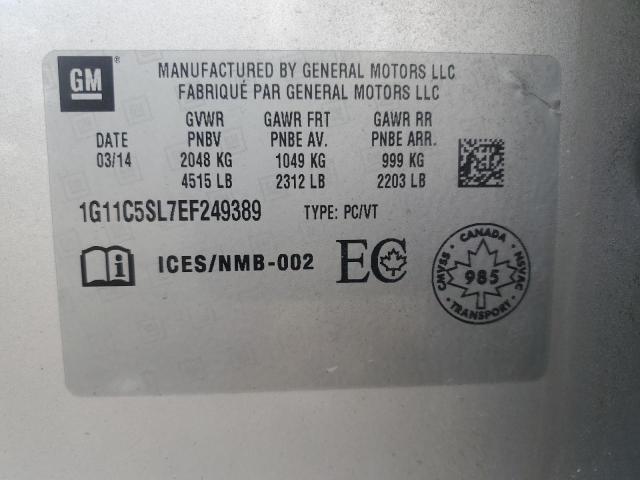 GM
MANUFACTURED BY GENERAL MOTORS LLC
FABRIQUÉ PAR GENERAL MOTORS LLC
GVWR GAWR FRT GAWR RR
DATE PNBV PNBE AV. PNBE ARR.
03/14 2048 KG 1049 KG 999 KG
4515 LB 2312 LB 2203 LB
1G11C5SL7EF249389 TYPE: PC/VT
i ICES/NMB-002 EC
CANADA
CMVSS 985 NSVAC
TRANSPORT